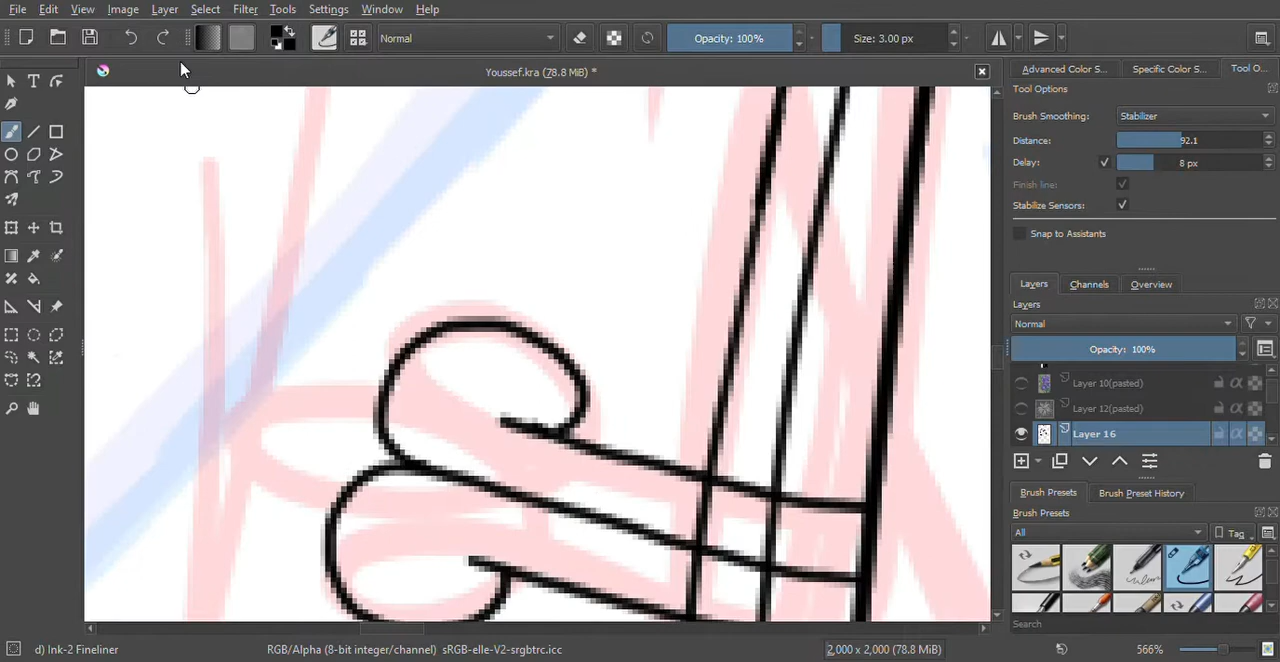 File Edit View Image Layer Select Filter Tools Settings Window Help
Normal Opacity: 100% Size: 3.00 px
Youssef.kra (78.8 MiB) *
Advanced Color S... Specific Color S... Tool O...
Tool Options
Brush Smoothing: Stabilizer
Distance: 92.1
Delay: 8 px
Finish line:
Stabilize Sensors:
Snap to Assistants
Layers Channels Overview
Layers
Normal
Opacity: 100%
Layer 10(pasted)
Layer 12(pasted)
Layer 16
Brush Presets Brush Preset History
Brush Presets
All Tag
Search
d) Ink-2 Fineliner RGB/Alpha (8-bit integer/channel) sRGB-elle-V2-srgbtrc.icc 2,000 x 2,000 (78.8 MiB) 566%